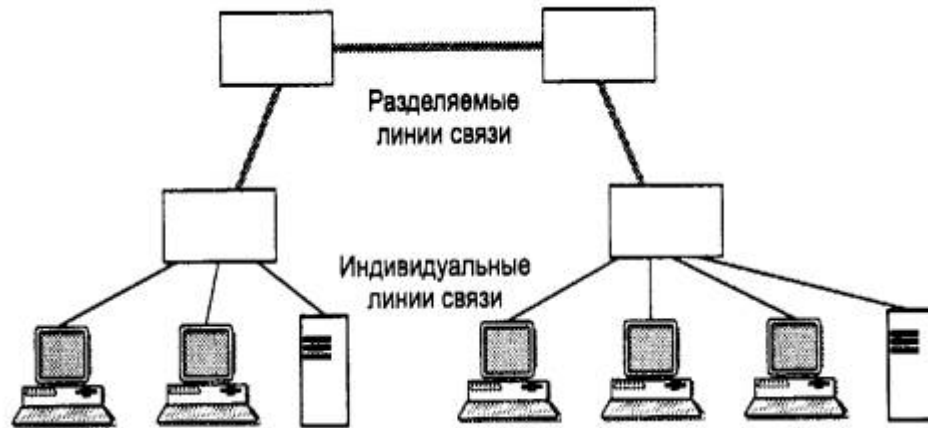 Разделяемые
линии связи
Индивидуальные
линии связи